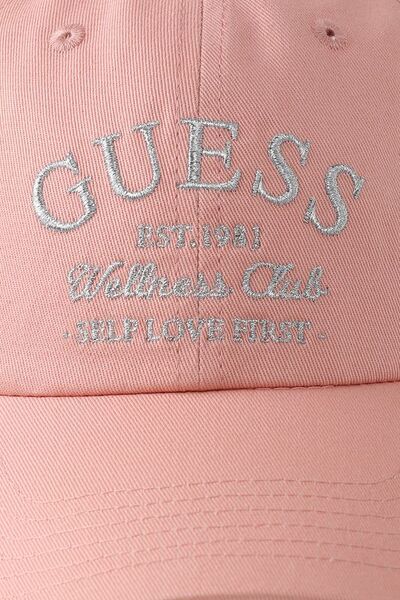 GUESS
EST.1981
Wellness Club
- SELF LOVE FIRST -